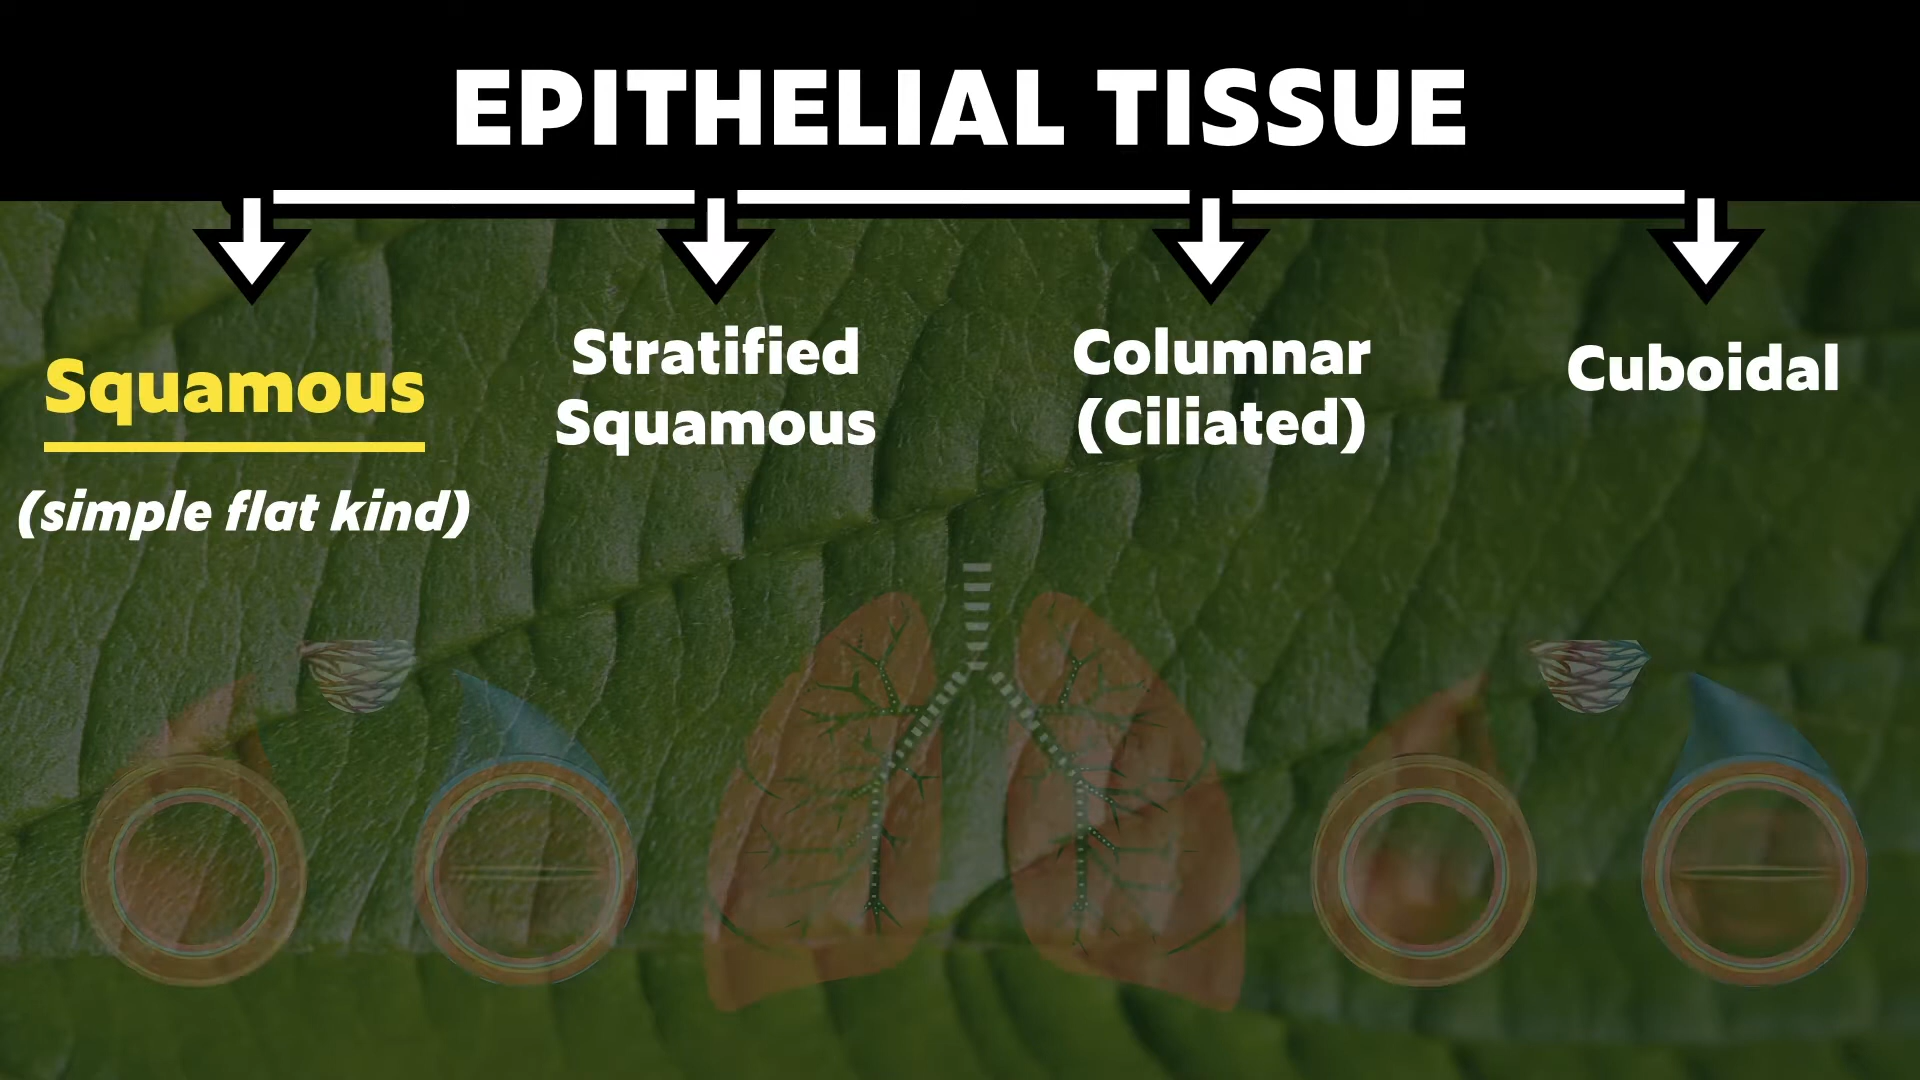 EPITHELIAL TISSUE
Squamous
(simple flat kind)
Stratified
Squamous
Columnar
(Ciliated)
Cuboidal